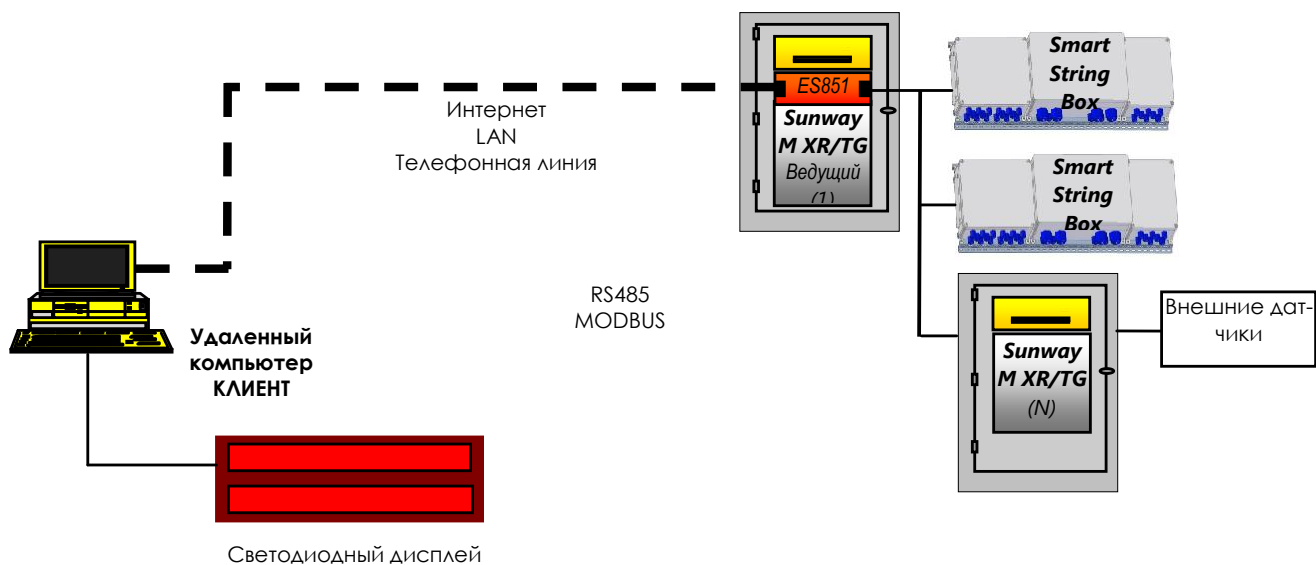 Интернет
LAN
Телефонная линия
ES851
Sunway
M XR/TG
Ведущий
(1)
Smart
String
Box
Smart
String
Box
RS485
MODBUS
Удаленный
компьютер
КЛИЕНТ
Sunway
M XR/TG
(N)
Внешние дат-
чики
Светодиодный дисплей